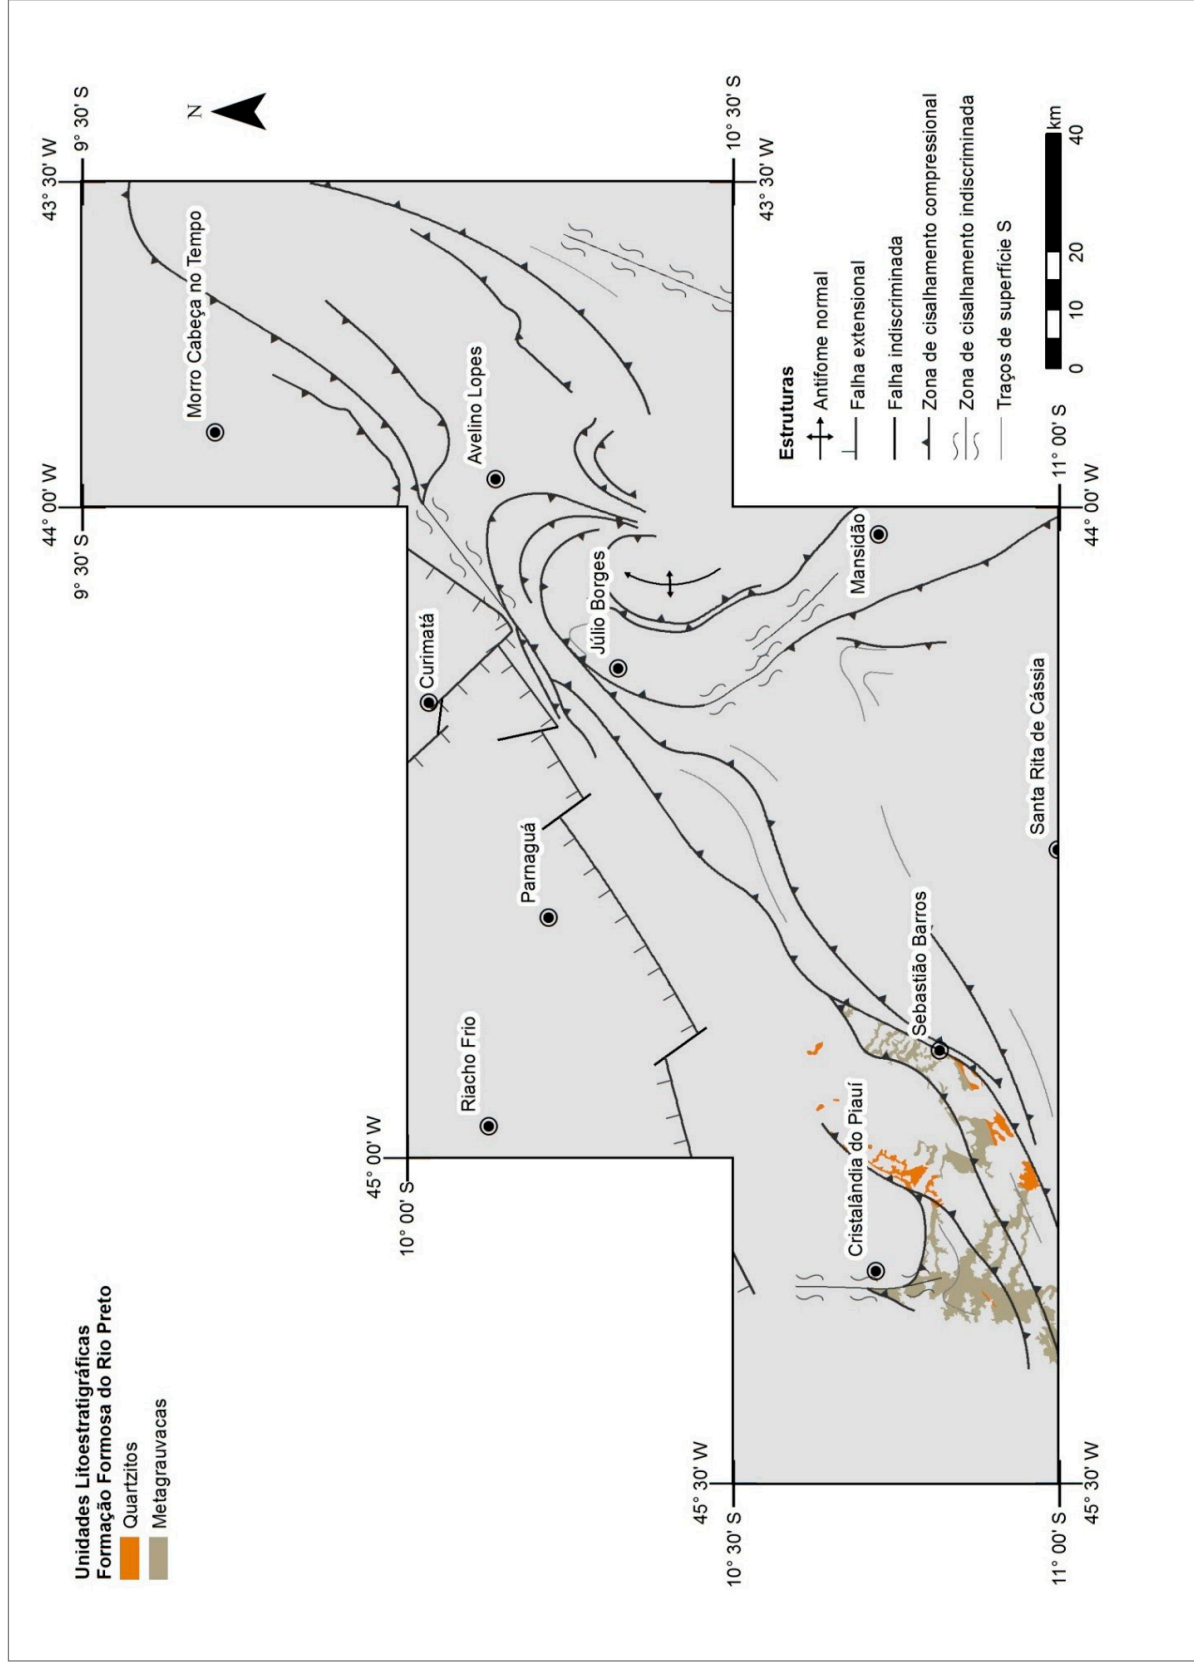 Unidades Litoestratigráficas
Formação Formosa do Rio Preto
Quartzitos
Metagrauvacas
44° 00' W
43° 30' W
9° 30' S
9° 30' S
N
Morro Cabeça no Tempo
45° 00' W
10° 00' S
Curimatá
Avelino Lopes
Riacho Frio
Parnaguá
Júlio Borges
45° 30' W
10° 30' S
10° 30' S
43° 30' W
Cristalândia do Piauí
Sebastião Barros
Mansidão
Santa Rita de Cássia
11° 00' S
45° 30' W
11° 00' S
44° 00' W
Estruturas
Antifome normal
Falha extensional
Falha indiscriminada
Zona de cisalhamento compressional
Zona de cisalhamento indiscriminada
Traços de superfície S
km
0 10 20 40